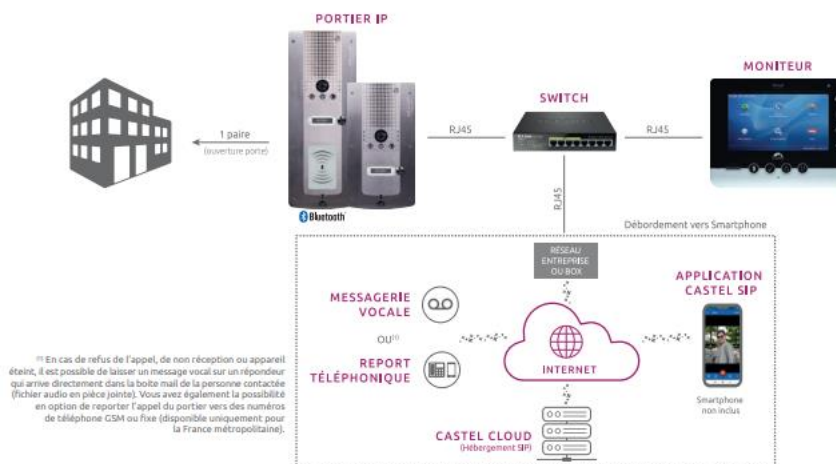 PORTIER IP
MONITEUR
SWITCH
1 paire
(ouverture porte)
RJ45
RJ45
RJ45
Bluetooth
Débordement vers Smartphone
RÉSEAU
ENTREPRISE
OU BOX
MESSAGERIE
VOCALE
OU(1)
REPORT
TÉLÉPHONIQUE
INTERNET
APPLICATION
CASTEL SIP
Smartphone
non inclus
CASTEL CLOUD
(Hébergement SIP)
(1) En cas de refus de l'appel, de non réception ou appareil
éteint, il est possible de laisser un message vocal sur un répondeur
qui arrive directement dans la boite mail de la personne contactée
(fichier audio en pièce jointe). Vous avez également la possibilité
en option de reporter l'appel du portier vers des numéros
de téléphone GSM ou fixe (disponible uniquement pour
la France métropolitaine).